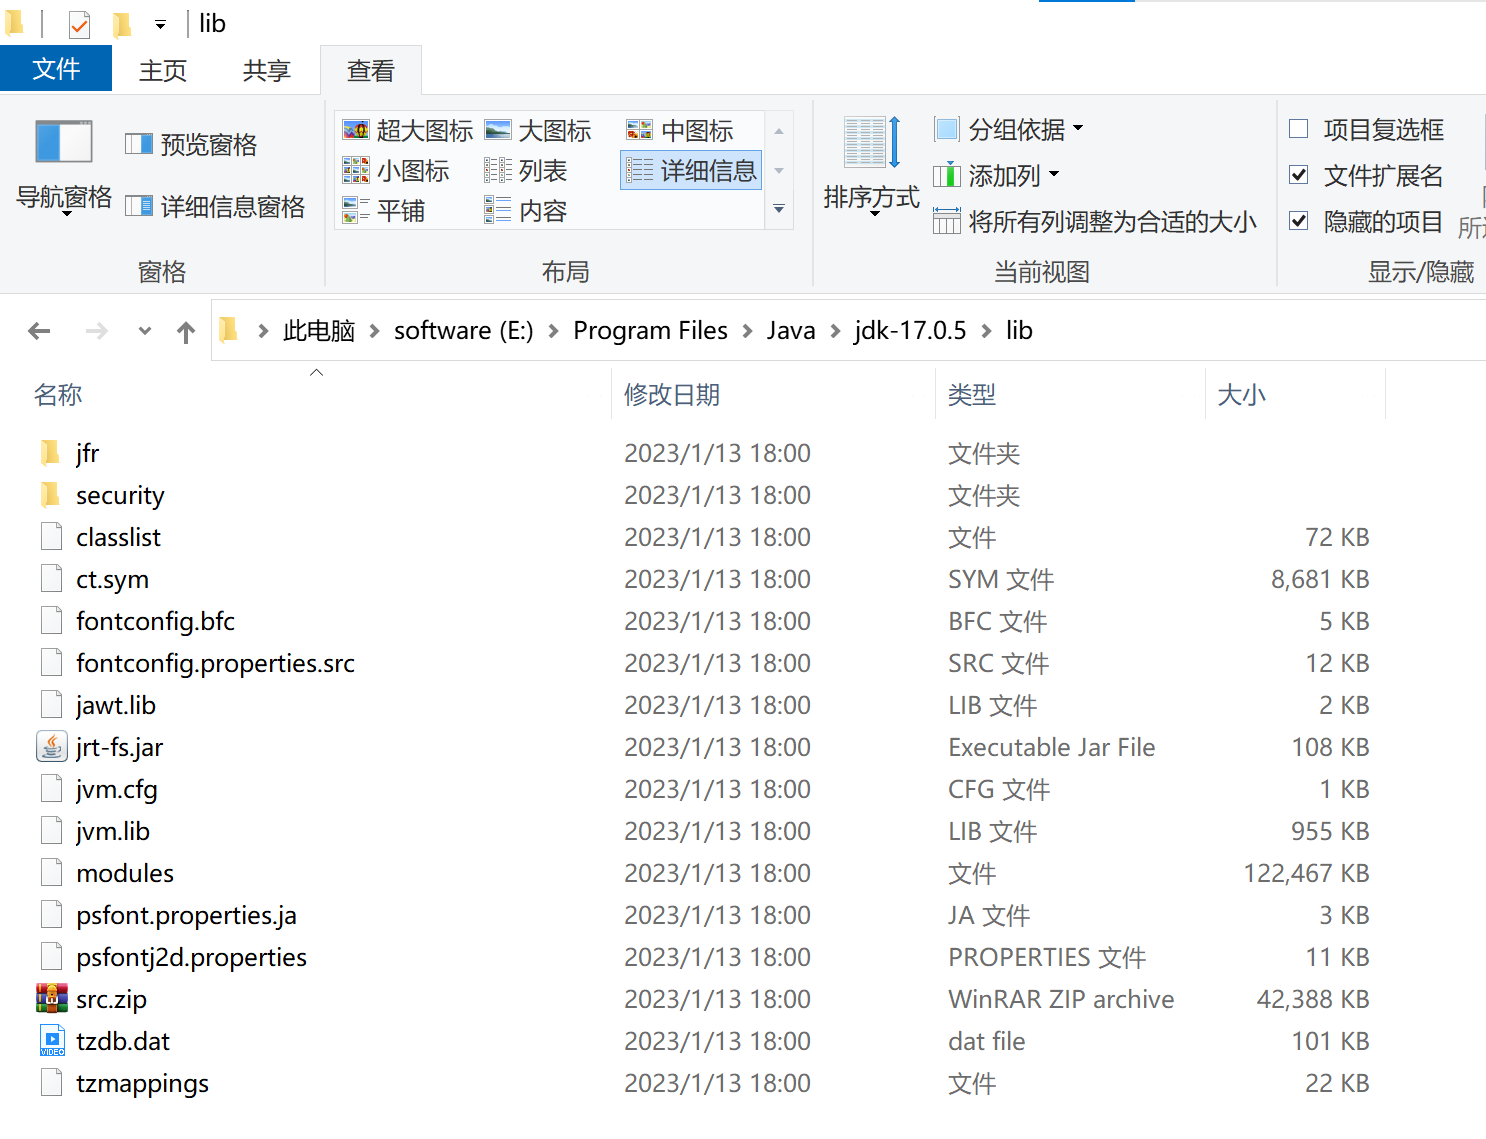 lib
文件 主页 共享 查看
导航窗格 预览窗格 详细信息窗格
窗格
超大图标 大图标 中图标
小图标 列表 详细信息
平铺 内容
布局
排序方式 分组依据
添加列
将所有列调整为合适的大小
当前视图
项目复选框
文件扩展名
隐藏的项目
显示/隐藏
此电脑 software (E:) Program Files Java jdk-17.0.5 lib
名称 修改日期 类型 大小
jfr 2023/1/13 18:00 文件夹
security 2023/1/13 18:00 文件夹
classlist 2023/1/13 18:00 文件 72 KB
ct.sym 2023/1/13 18:00 SYM 文件 8,681 KB
fontconfig.bfc 2023/1/13 18:00 BFC 文件 5 KB
fontconfig.properties.src 2023/1/13 18:00 SRC 文件 12 KB
jawt.lib 2023/1/13 18:00 LIB 文件 2 KB
jrt-fs.jar 2023/1/13 18:00 Executable Jar File 108 KB
jvm.cfg 2023/1/13 18:00 CFG 文件 1 KB
jvm.lib 2023/1/13 18:00 LIB 文件 955 KB
modules 2023/1/13 18:00 文件 122,467 KB
psfont.properties.ja 2023/1/13 18:00 JA 文件 3 KB
psfontj2d.properties 2023/1/13 18:00 PROPERTIES 文件 11 KB
src.zip 2023/1/13 18:00 WinRAR ZIP archive 42,388 KB
tzdb.dat 2023/1/13 18:00 dat file 101 KB
tzmappings 2023/1/13 18:00 文件 22 KB